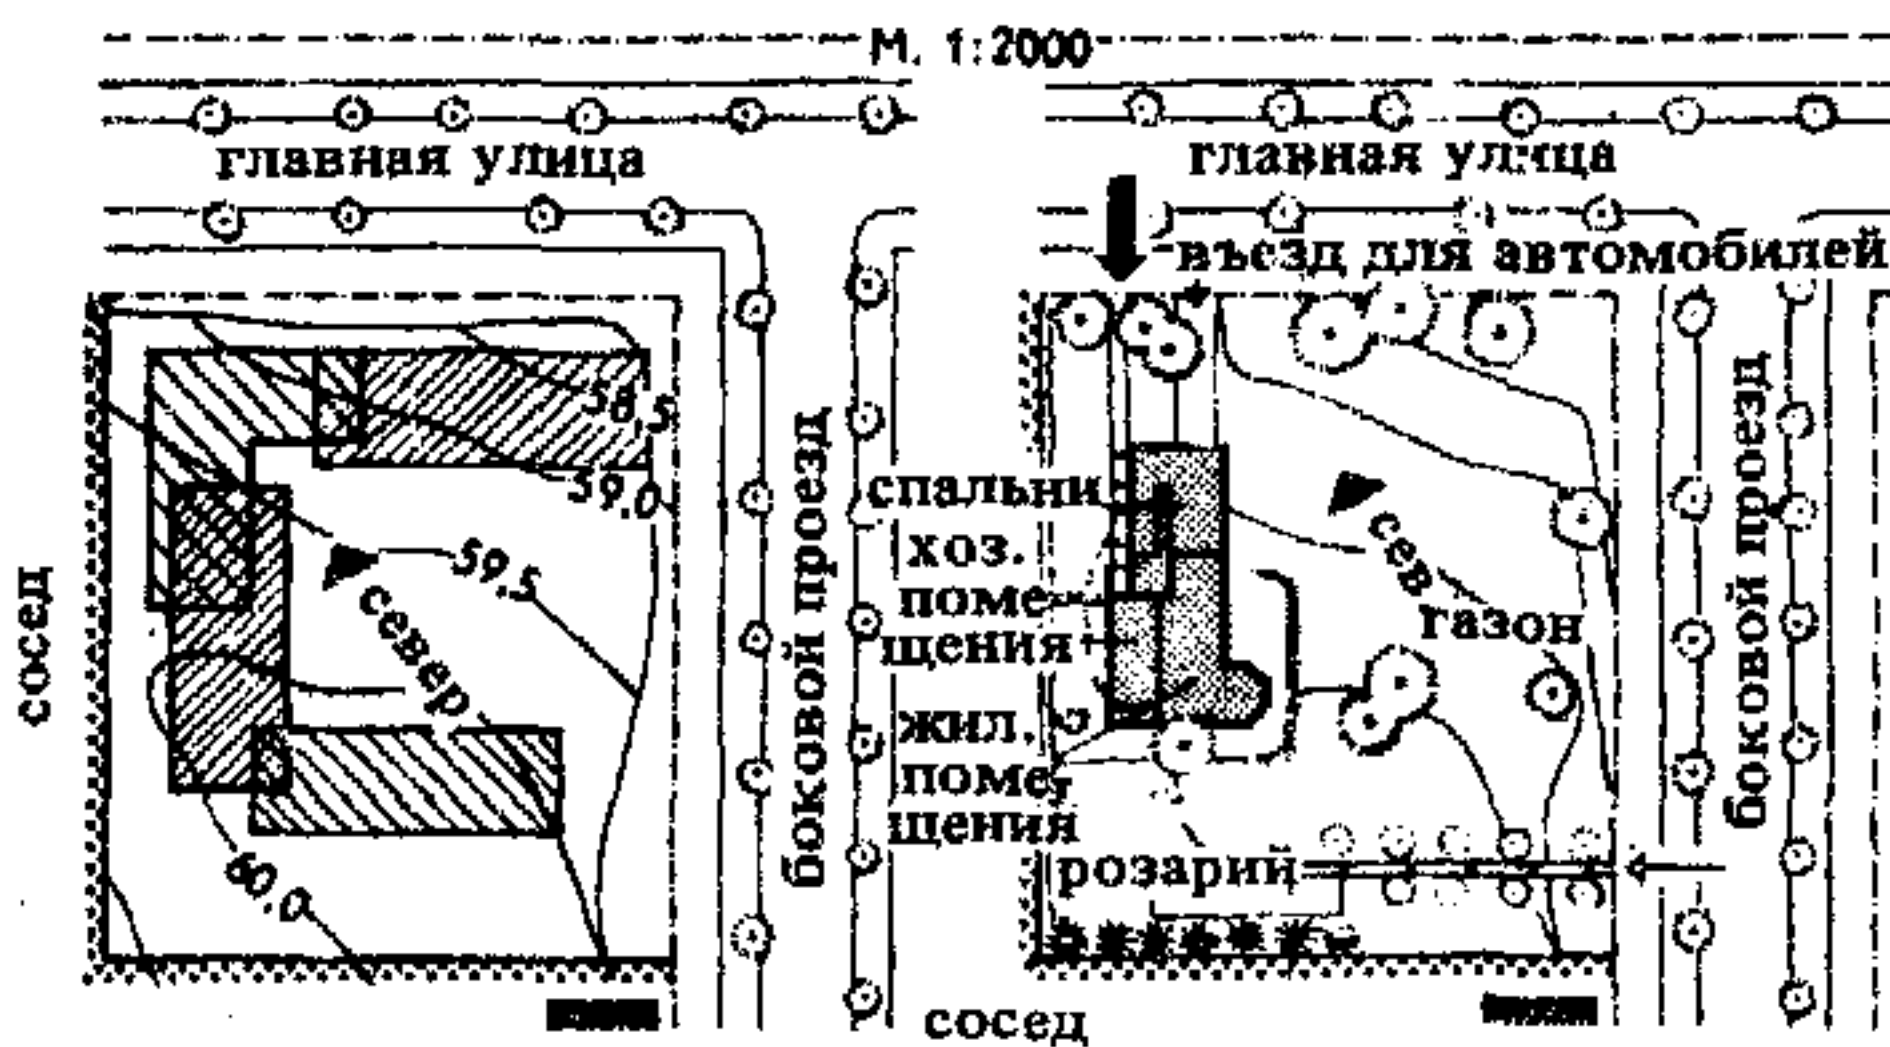 М. 1:2000
главная улица
главная улица
въезд для автомобилей
58,5
59.0
59.5
60.0
север
сосед
боковой проезд
спальни
хоз.
поме-
щения
жил.
поме-
щения
розарий
сев
газон
боковой проезд
сосед